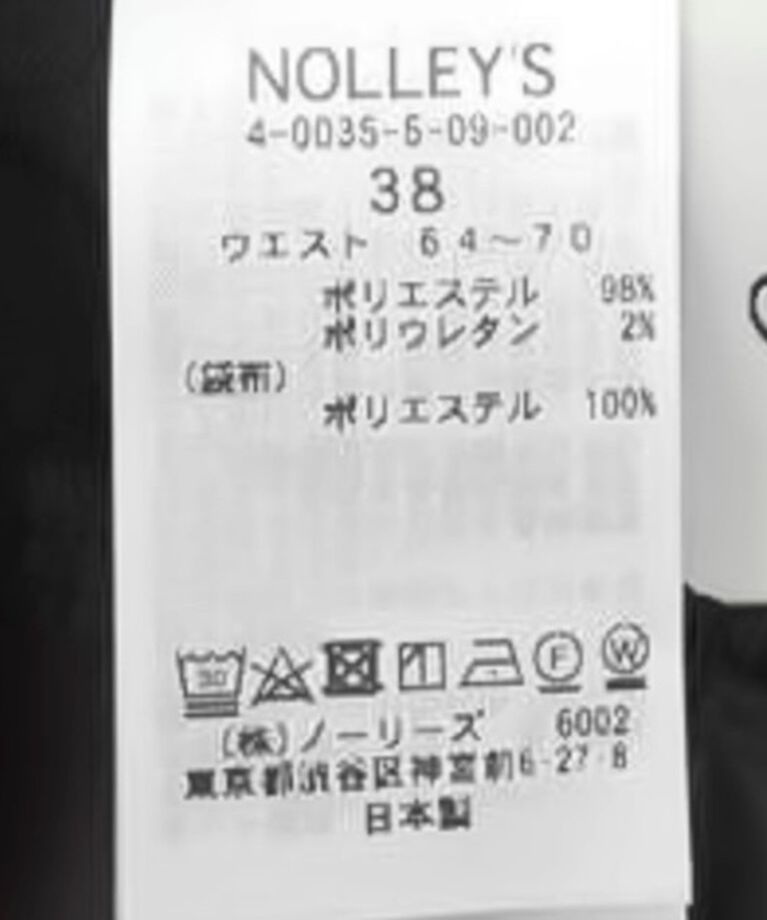 NOLLEY'S
4-0035-5-09-002
38
ウエスト 64~70
ポリエステル 98%
ポリウレタン 2%
(袋布)
ポリエステル 100%
30
F
W
(株)ノーリーズ 6002
東京都渋谷区神宮前6-27-8
日本製